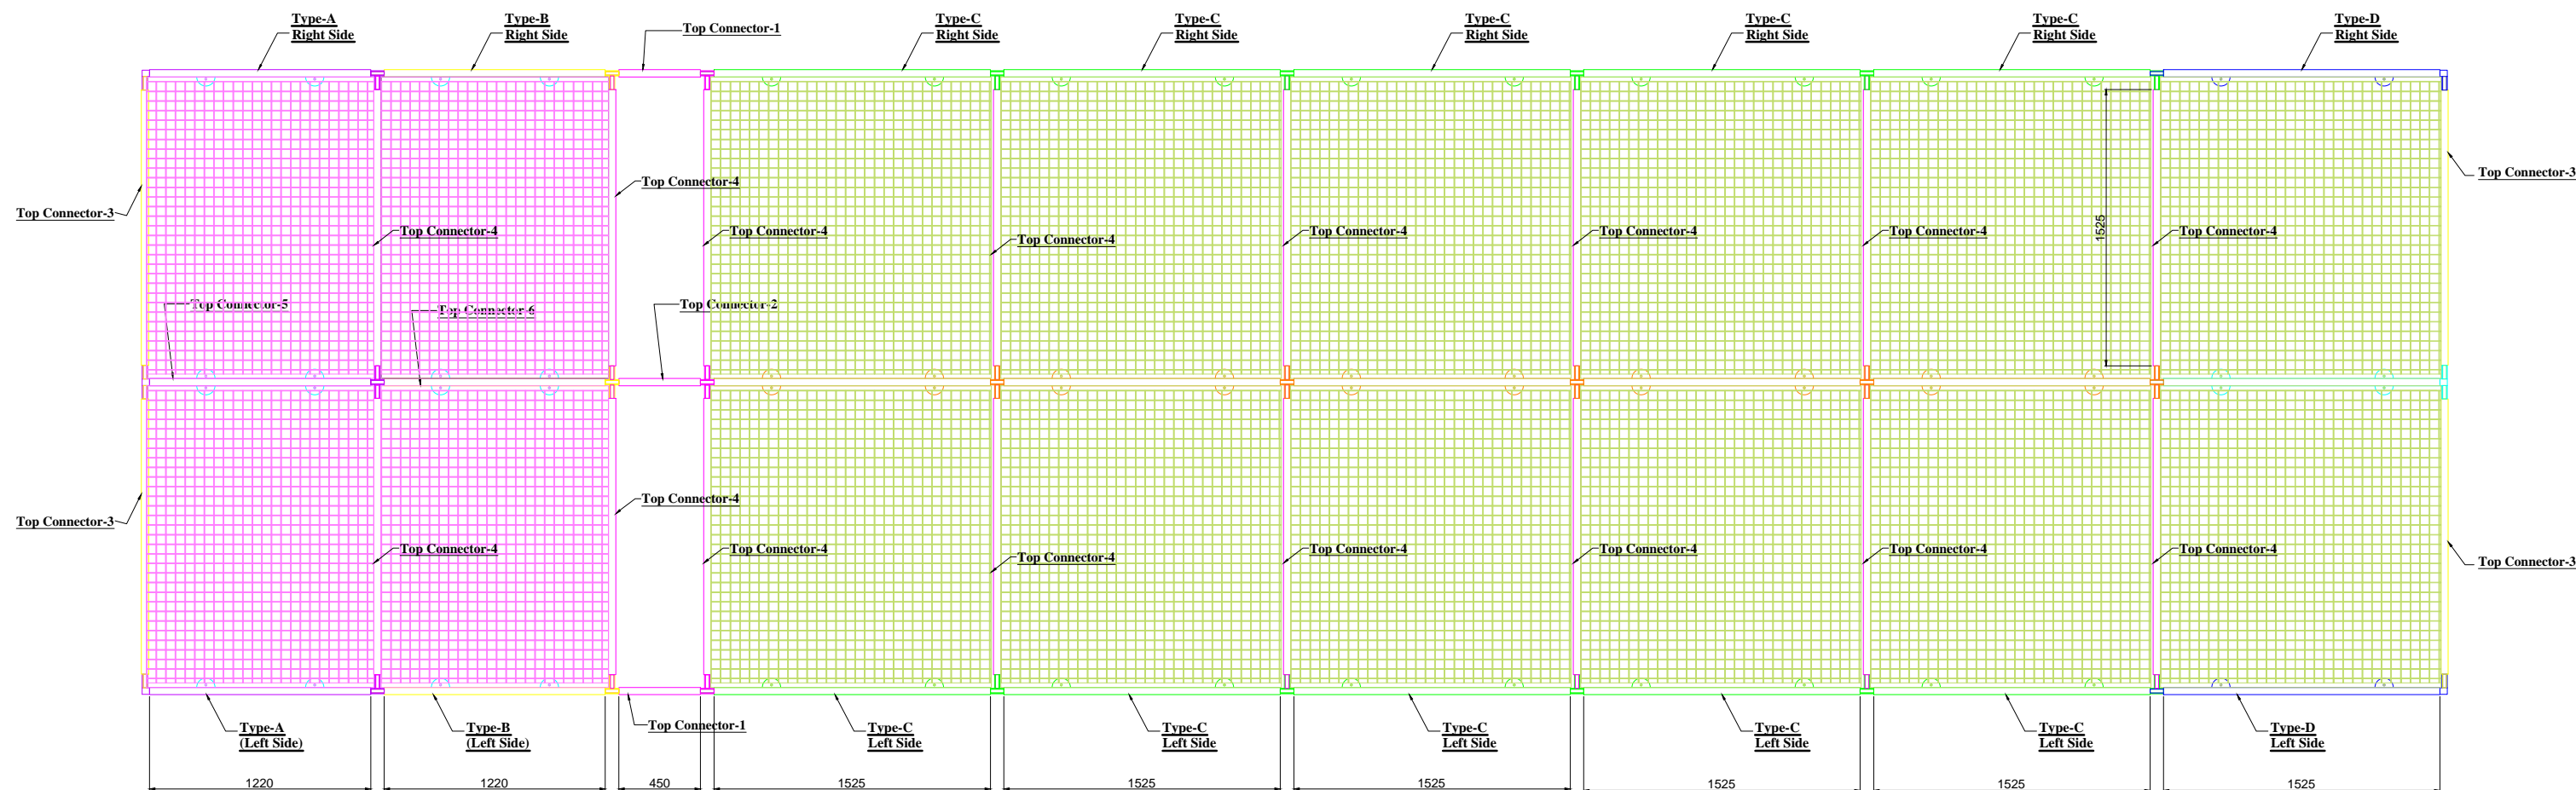 Type-A
Right Side
Type-B
Right Side
Top Connector-1
Type-C
Right Side
Type-C
Right Side
Type-C
Right Side
Type-C
Right Side
Type-C
Right Side
Type-D
Right Side
Top Connector-3
Top Connector-4
Top Connector-3
Top Connector-4
Top Connector-4
Top Connector-4
Top Connector-4
Top Connector-4
Top Connector-4
1525
Top Connector-4
Top Connector-5
Top Connector-6
Top Connector-2
Top Connector-3
Top Connector-4
Top Connector-4
Top Connector-4
Top Connector-4
Top Connector-4
Top Connector-4
Top Connector-4
Top Connector-4
Top Connector-3
Type-A
(Left Side)
Type-B
(Left Side)
Top Connector-1
Type-C
Left Side
Type-C
Left Side
Type-C
Left Side
Type-C
Left Side
Type-C
Left Side
Type-D
Left Side
1220
1220
450
1525
1525
1525
1525
1525
1525